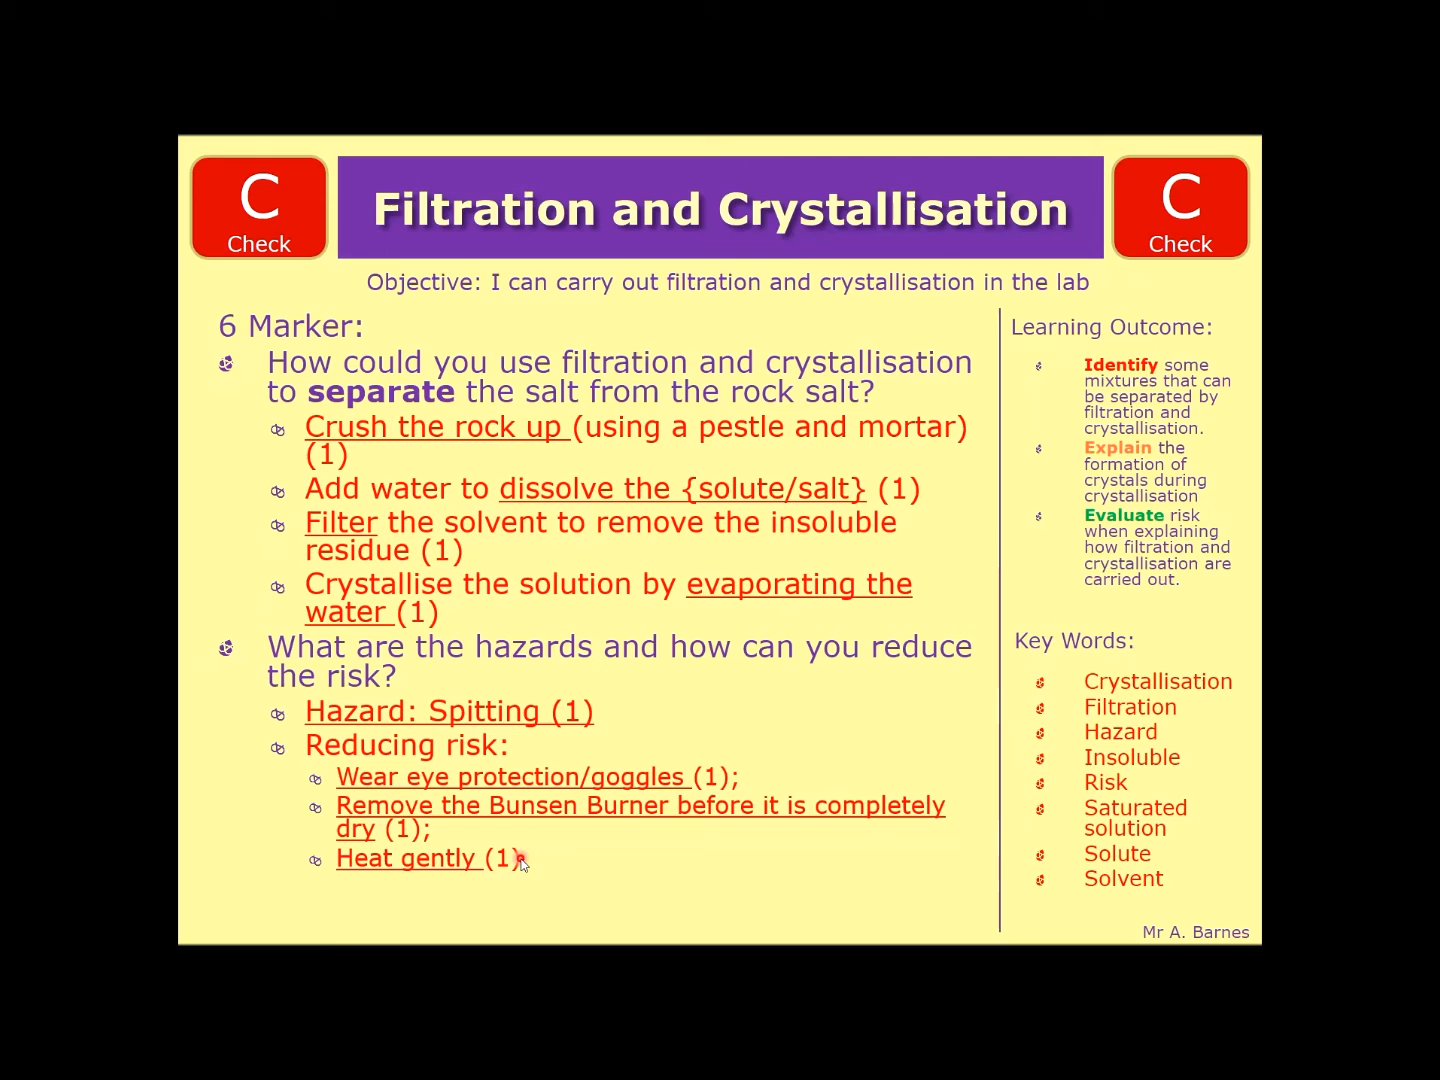 C
Check
Filtration and Crystallisation
C
Check
Objective: I can carry out filtration and crystallisation in the lab
6 Marker:
How could you use filtration and crystallisation
to separate the salt from the rock salt?
Crush the rock up (using a pestle and mortar)
(1)
Add water to dissolve the {solute/salt} (1)
Filter the solvent to remove the insoluble
residue (1)
Crystallise the solution by evaporating the
water (1)
What are the hazards and how can you reduce
the risk?
Hazard: Spitting (1)
Reducing risk:
Wear eye protection/goggles (1);
Remove the Bunsen Burner before it is completely
dry (1);
Heat gently (1)
Learning Outcome:
Identify some
mixtures that can
be separated by
filtration and
crystallisation.
Explain the
formation of
crystals during
crystallisation
Evaluate risk
when explaining
how filtration and
crystallisation are
carried out.
Key Words:
Crystallisation
Filtration
Hazard
Insoluble
Risk
Saturated
solution
Solute
Solvent
Mr A. Barnes